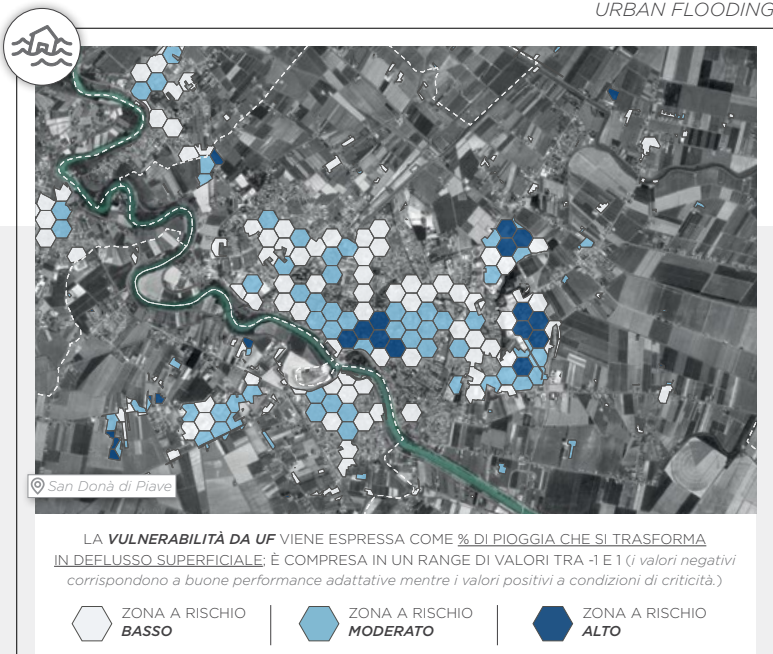 URBAN FLOODING
San Donà di Piave
LA VULNERABILITÀ DA UF VIENE ESPRESSA COME % DI PIOGGIA CHE SI TRASFORMA
IN DEFLUSSO SUPERFICIALE; È COMPRESA IN UN RANGE DI VALORI TRA -1 E 1 (i valori negativi
corrispondono a buone performance adattative mentre i valori positivi a condizioni di criticità.)
ZONA A RISCHIO
BASSO
ZONA A RISCHIO
MODERATO
ZONA A RISCHIO
ALTO